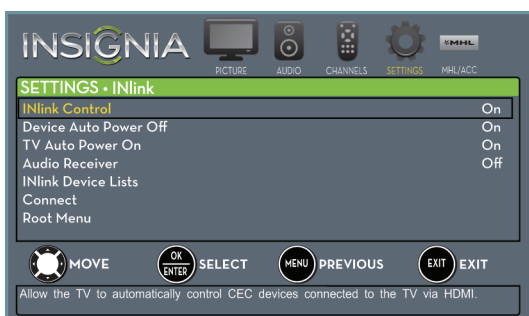 INSIGNIA
PICTURE AUDIO CHANNELS SETTINGS MHL/ACC
MHL
SETTINGS • INlink
INlink Control On
Device Auto Power Off On
TV Auto Power On On
Audio Receiver Off
INlink Device Lists
Connect
Root Menu
MOVE OK ENTER SELECT MENU PREVIOUS EXIT EXIT
Allow the TV to automatically control CEC devices connected to the TV via HDMI.